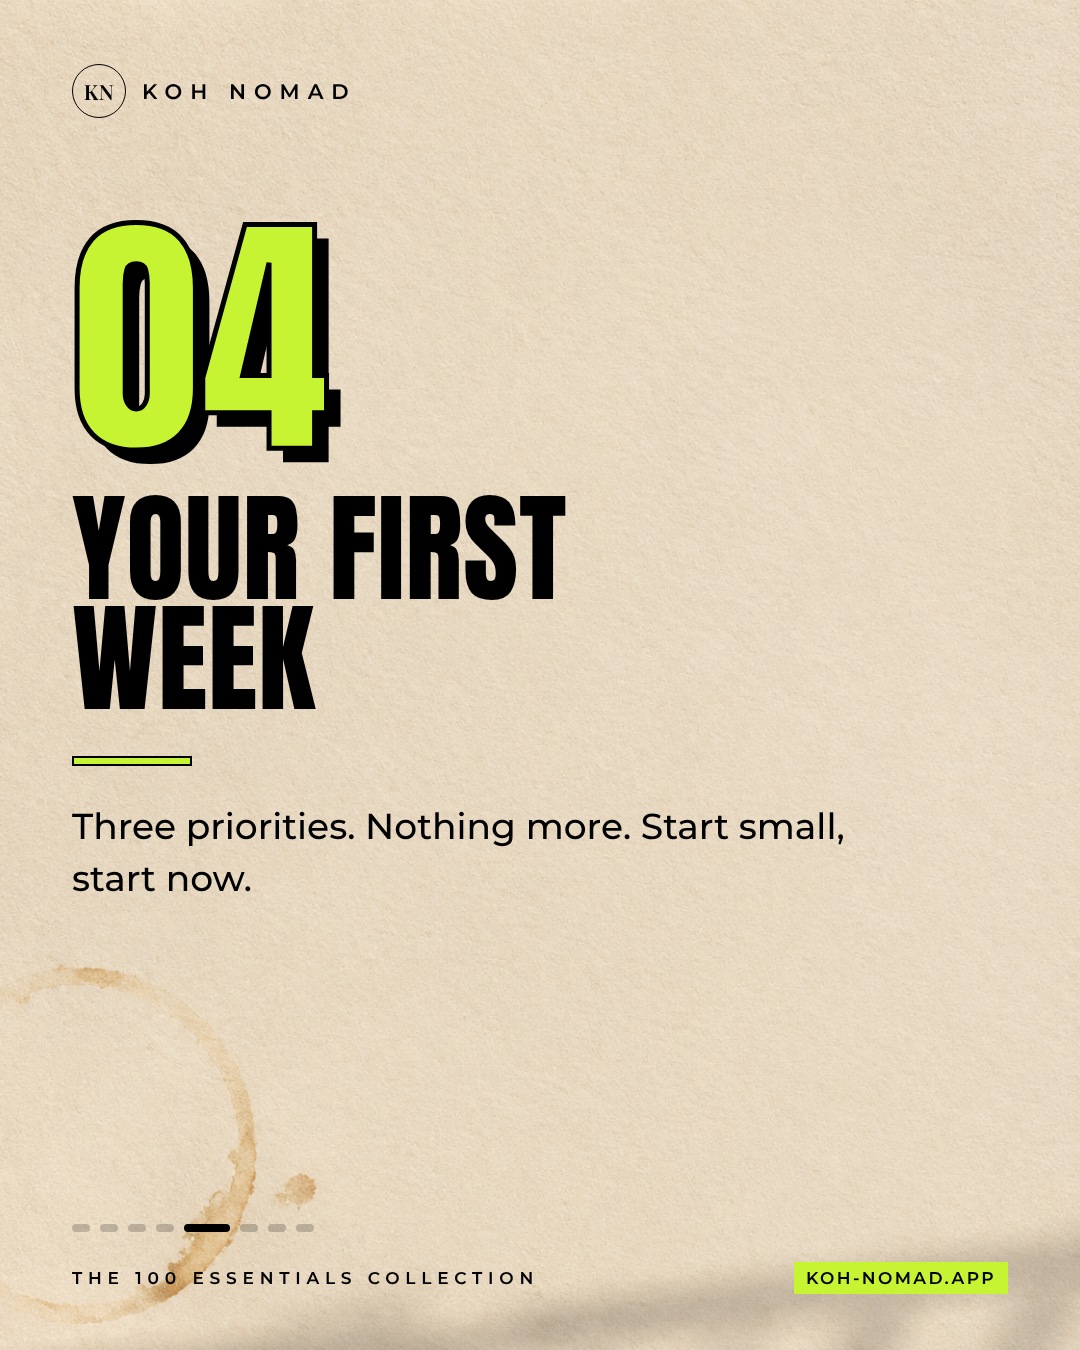 KN KOH NOMAD
04
YOUR FIRST
WEEK
Three priorities. Nothing more. Start small,
start now.
THE 100 ESSENTIALS COLLECTION
KOH-NOMAD.APP